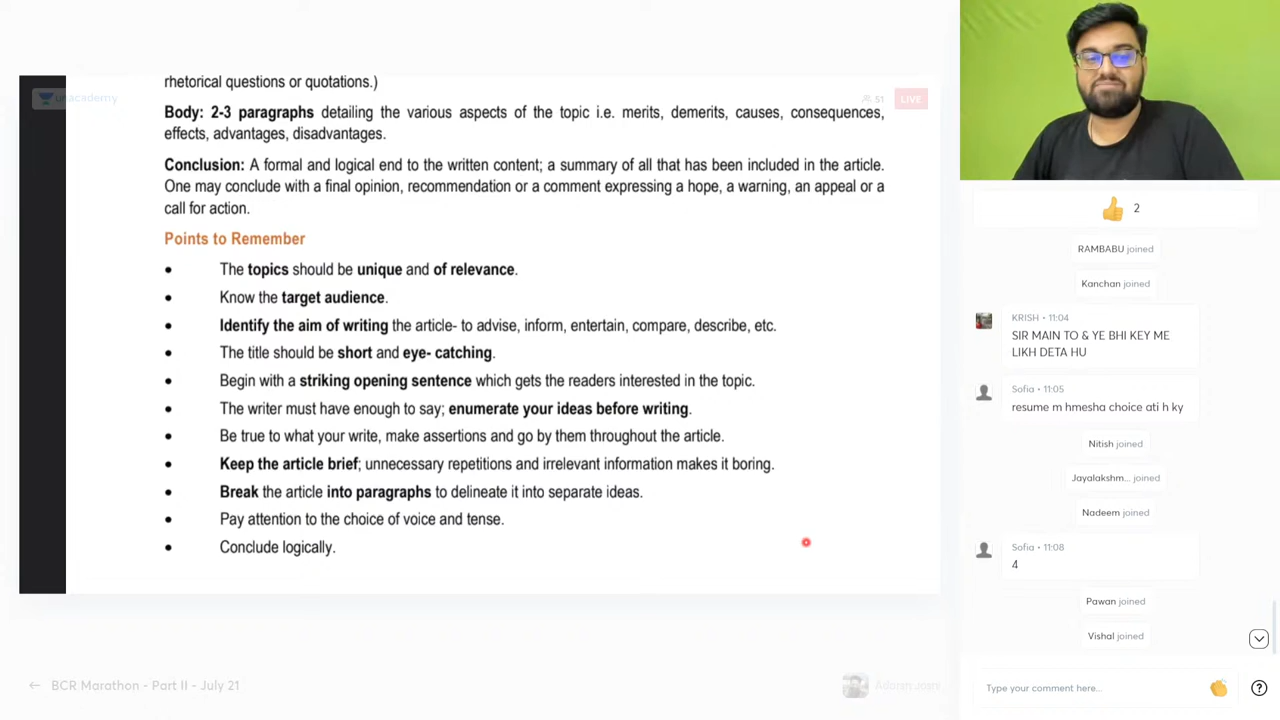 rhetorical questions or quotations.)
unacademy
51
LIVE
Body: 2-3 paragraphs detailing the various aspects of the topic i.e. merits, demerits, causes, consequences,
effects, advantages, disadvantages.
Conclusion: A formal and logical end to the written content; a summary of all that has been included in the article.
One may conclude with a final opinion, recommendation or a comment expressing a hope, a warning, an appeal or a
call for action.
Points to Remember
• The topics should be unique and of relevance.
• Know the target audience.
• Identify the aim of writing the article- to advise, inform, entertain, compare, describe, etc.
• The title should be short and eye- catching.
• Begin with a striking opening sentence which gets the readers interested in the topic.
• The writer must have enough to say; enumerate your ideas before writing.
• Be true to what your write, make assertions and go by them throughout the article.
• Keep the article brief; unnecessary repetitions and irrelevant information makes it boring.
• Break the article into paragraphs to delineate it into separate ideas.
• Pay attention to the choice of voice and tense.
• Conclude logically.
← BCR Marathon - Part II - July 21
2
RAMBABU joined
Kanchan joined
KRISH • 11:04
SIR MAIN TO & YE BHI KEY ME
LIKH DETA HU
Sofia • 11:05
resume m hmesha choice ati h ky
Nitish joined
Jayalakshm... joined
Nadeem joined
Sofia • 11:08
4
Pawan joined
Vishal joined
Type your comment here...